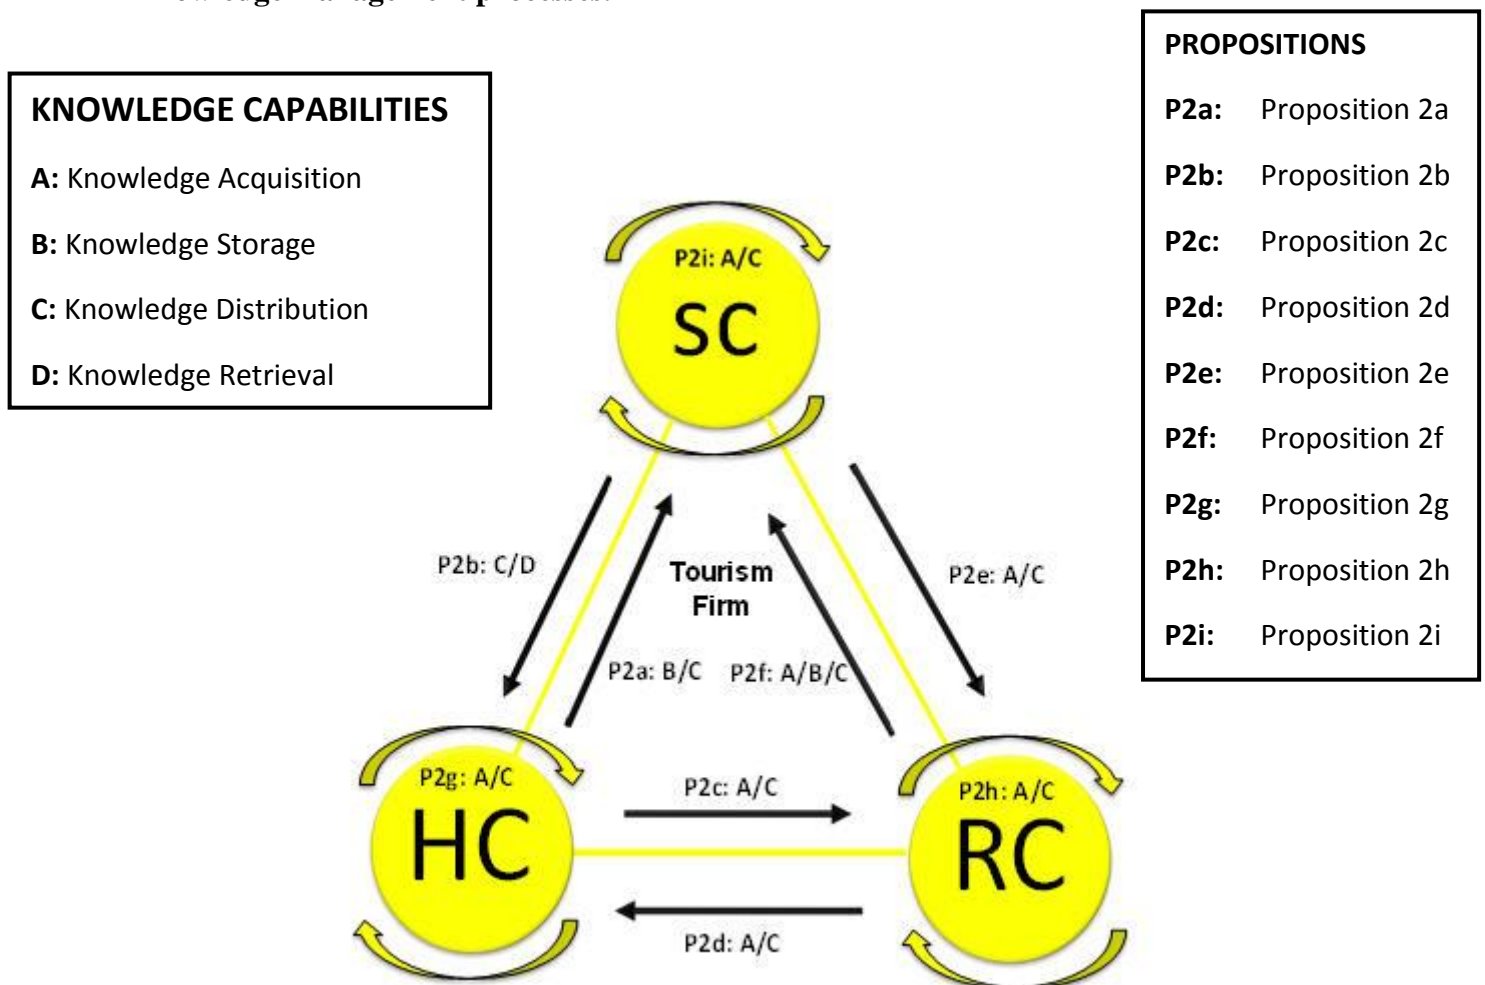 PROPOSITIONS
P2a: Proposition 2a
P2b: Proposition 2b
P2c: Proposition 2c
P2d: Proposition 2d
P2e: Proposition 2e
P2f: Proposition 2f
P2g: Proposition 2g
P2h: Proposition 2h
P2i: Proposition 2i
KNOWLEDGE CAPABILITIES
A: Knowledge Acquisition
B: Knowledge Storage
C: Knowledge Distribution
D: Knowledge Retrieval
P2i: A/C
SC
P2b: C/D
Tourism
Firm
P2e: A/C
P2a: B/C
P2f: A/B/C
P2g: A/C
HC
P2c: A/C
P2h: A/C
RC
P2d: A/C